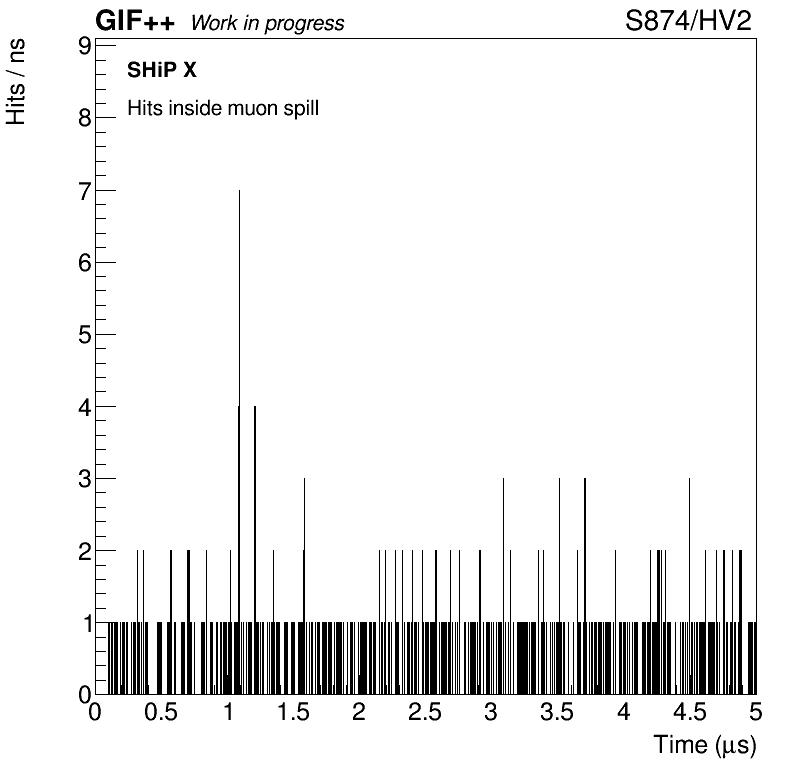 GIF++ Work in progress S874/HV2
Hits / ns
SHiP X
Hits inside muon spill
9
8
7
6
5
4
3
2
1
0
0 0.5 1 1.5 2 2.5 3 3.5 4 4.5 5
Time (μs)